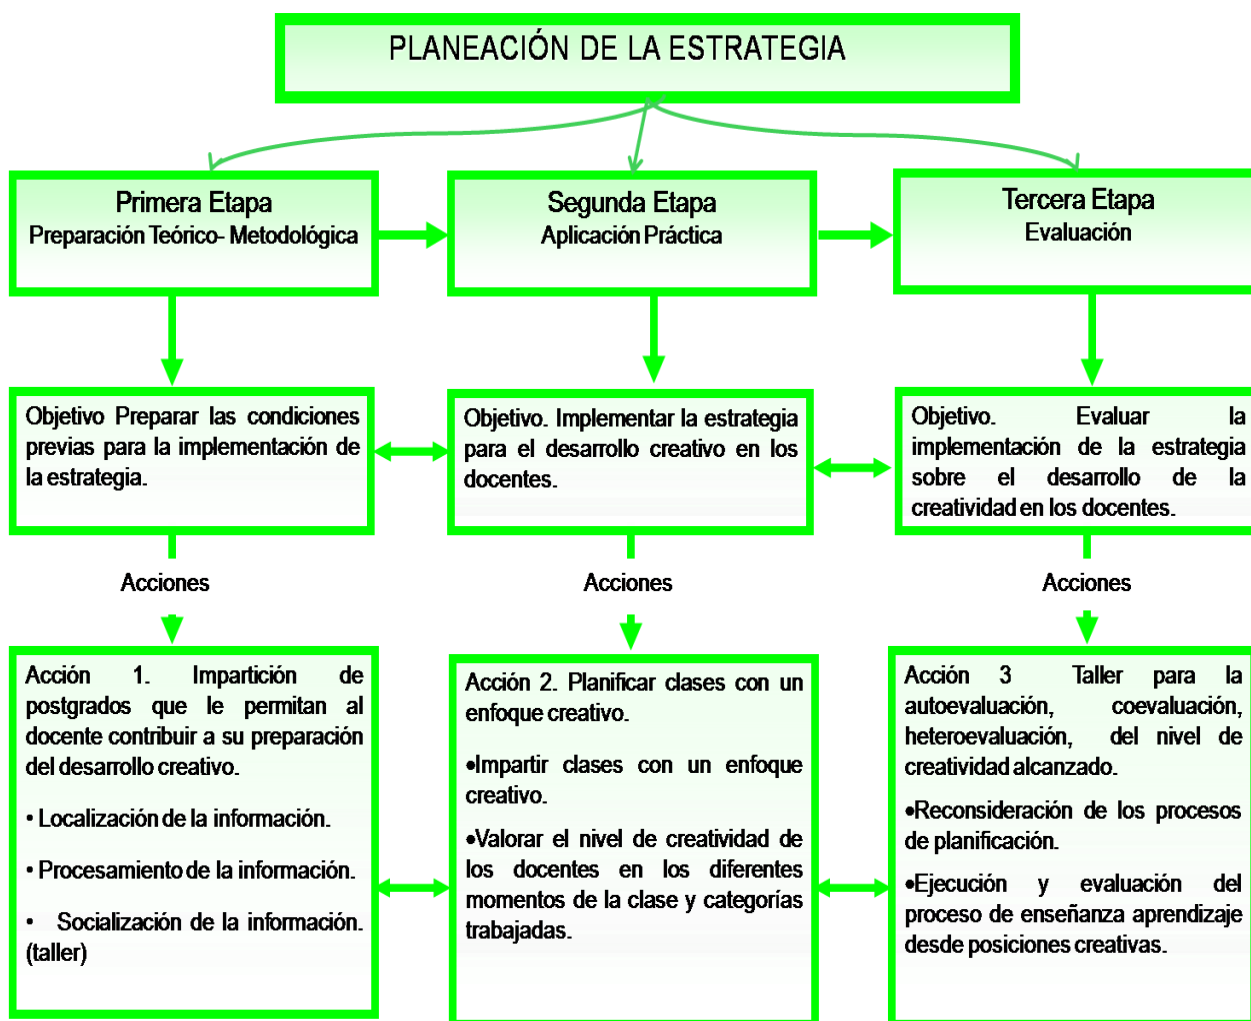 PLANEACIÓN DE LA ESTRATEGIA
Primera Etapa
Preparación Teórico- Metodológica
Segunda Etapa
Aplicación Práctica
Tercera Etapa
Evaluación
Objetivo Preparar las condiciones
previas para la implementación de
la estrategia.
Objetivo. Implementar la estrategia
para el desarrollo creativo en los
docentes.
Objetivo. Evaluar la
implementación de la estrategia
sobre el desarrollo de la
creatividad en los docentes.
Acciones
Acciones
Acciones
Acción 1. Impartición de
postgrados que le permitan al
docente contribuir a su preparación
del desarrollo creativo.
• Localización de la información.
• Procesamiento de la información.
• Socialización de la información.
(taller)
Acción 2. Planificar clases con un
enfoque creativo.
•Impartir clases con un enfoque
creativo.
•Valorar el nivel de creatividad de
los docentes en los diferentes
momentos de la clase y categorías
trabajadas.
Acción 3 Taller para la
autoevaluación, coevaluación,
heteroevaluación, del nivel de
creatividad alcanzado.
•Reconsideración de los procesos
de planificación.
•Ejecución y evaluación del
proceso de enseñanza aprendizaje
desde posiciones creativas.